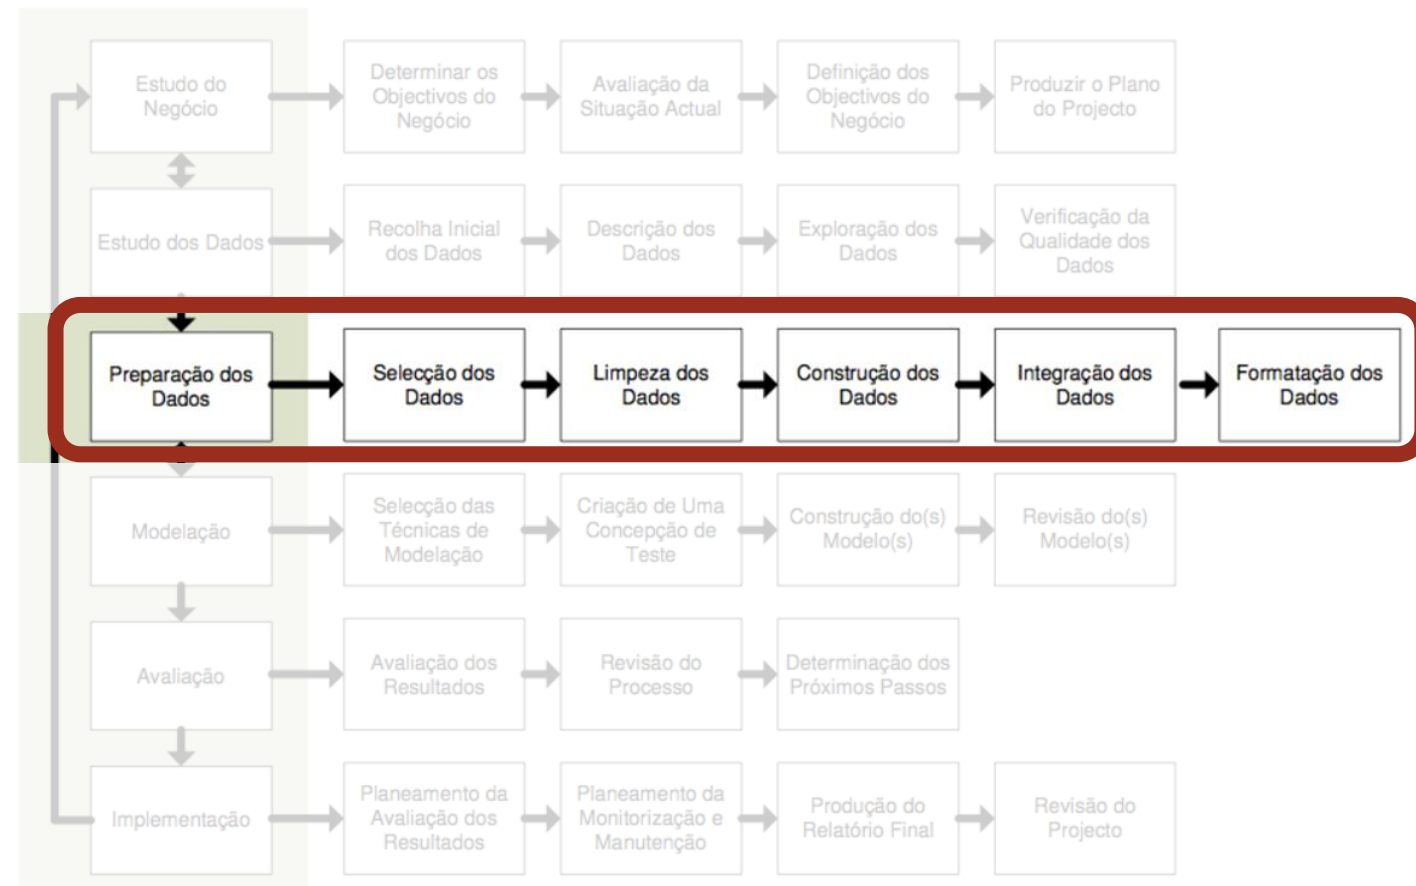 Estudo do
Negócio
Determinar os
Objectivos do
Negócio
Avaliação da
Situação Actual
Definição dos
Objectivos do
Negócio
Produzir o Plano
do Projecto
Estudo dos Dados
Recolha Inicial
dos Dados
Descrição dos
Dados
Exploração dos
Dados
Verificação da
Qualidade dos
Dados
Preparação dos
Dados
Selecção dos
Dados
Limpeza dos
Dados
Construção dos
Dados
Integração dos
Dados
Formatação dos
Dados
Modelação
Selecção das
Técnicas de
Modelação
Criação de Uma
Concepção de
Teste
Construção do(s)
Modelo(s)
Revisão do(s)
Modelo(s)
Avaliação
Avaliação dos
Resultados
Revisão do
Processo
Determinação dos
Próximos Passos
Implementação
Planeamento da
Avaliação dos
Resultados
Planeamento da
Monitorização e
Manutenção
Produção do
Relatório Final
Revisão do
Projecto